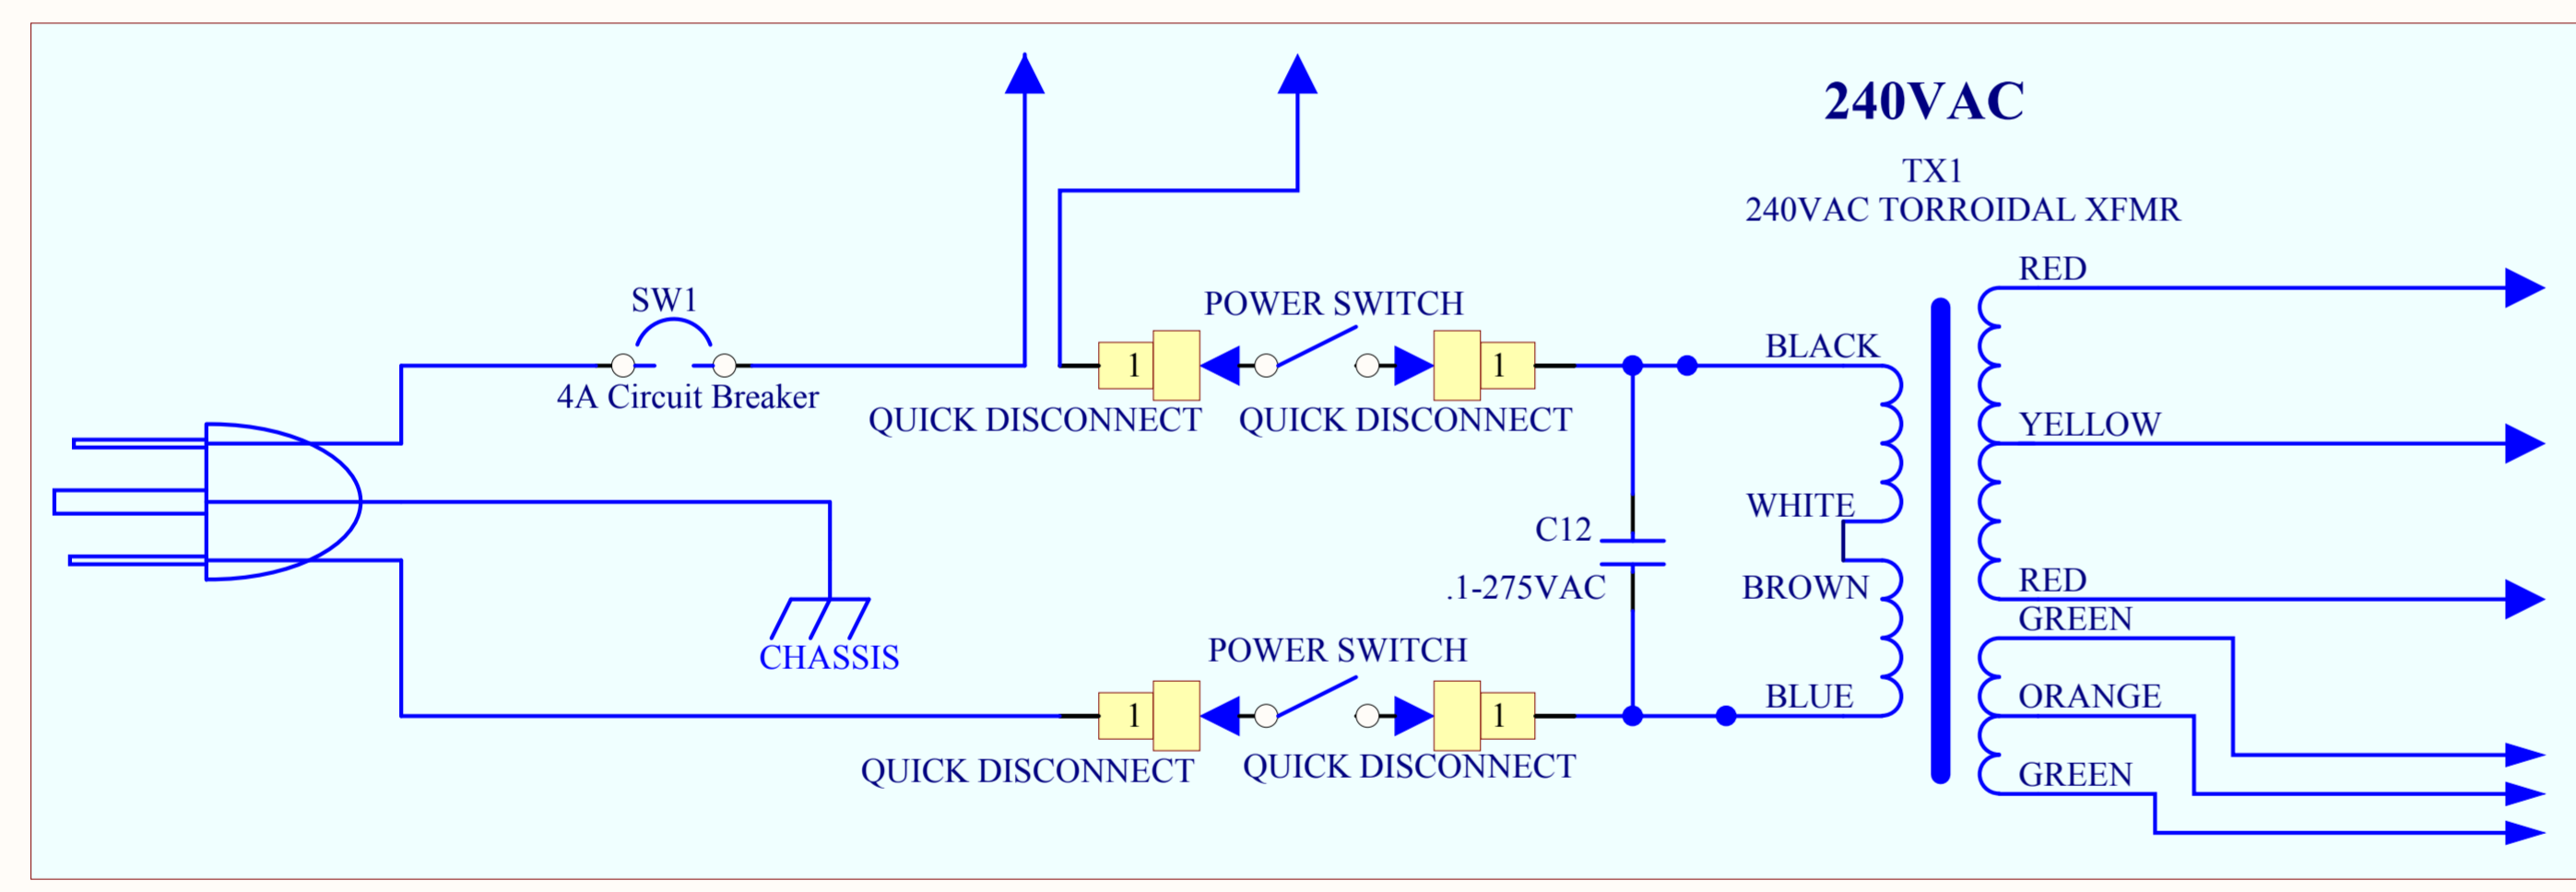 240VAC
TX1
240VAC TORROIDAL XFMR
RED
SW1
POWER SWITCH
BLACK
1
1
4A Circuit Breaker
QUICK DISCONNECT
QUICK DISCONNECT
YELLOW
WHITE
C12
.1-275VAC
BROWN
RED
GREEN
CHASSIS
POWER SWITCH
BLUE
ORANGE
1
1
QUICK DISCONNECT
QUICK DISCONNECT
GREEN